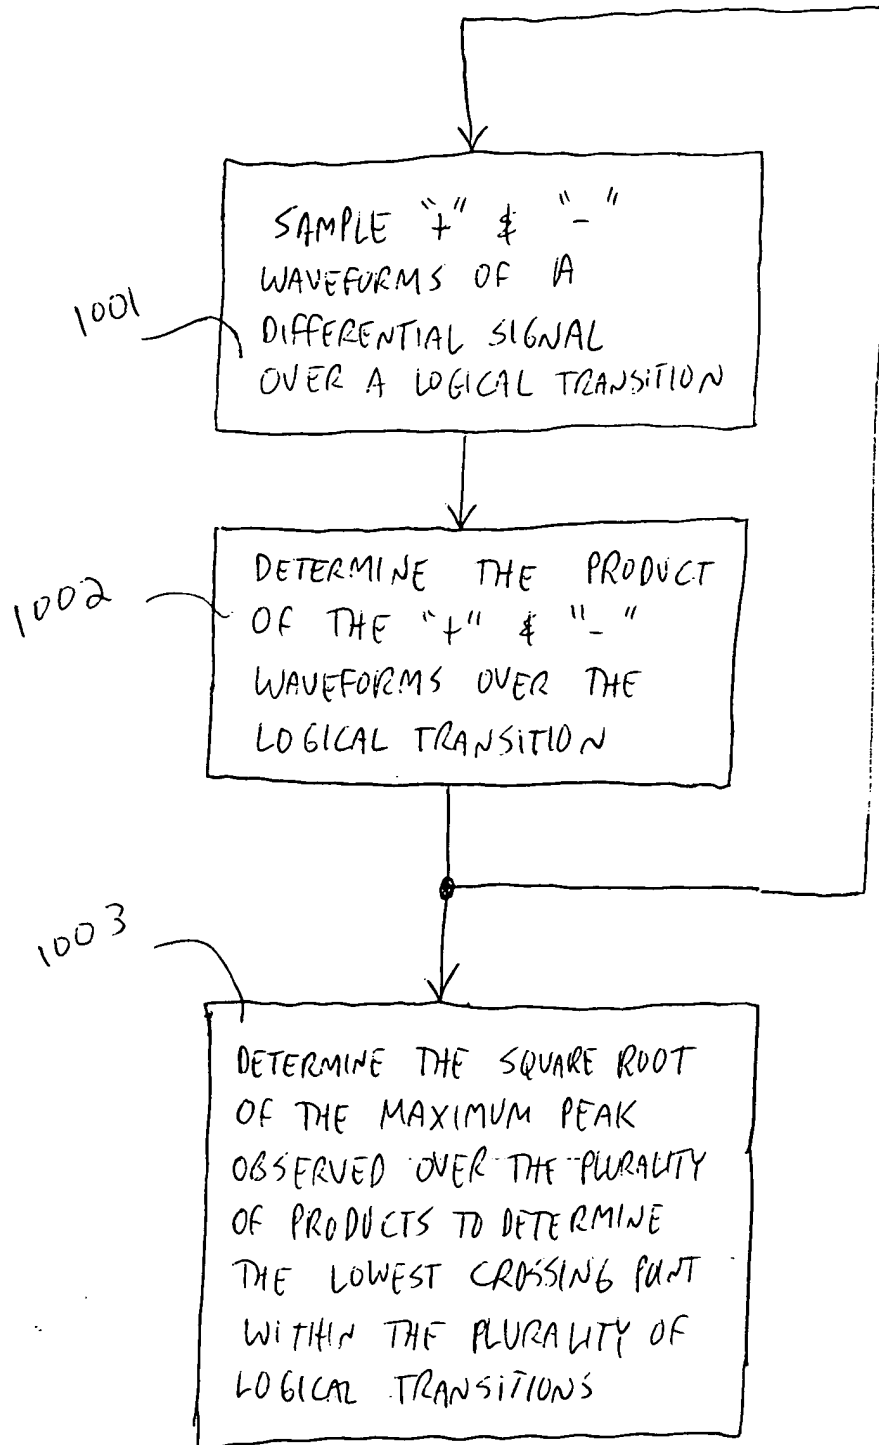 SAMPLE "+" & "-"
WAVEFORMS OF A
DIFFERENTIAL SIGNAL
OVER A LOGICAL TRANSITION
1001
DETERMINE THE PRODUCT
OF THE "+" & "-"
WAVEFORMS OVER THE
LOGICAL TRANSITION
1002
1003
DETERMINE THE SQUARE ROOT
OF THE MAXIMUM PEAK
OBSERVED OVER THE PLURALITY
OF PRODUCTS TO DETERMINE
THE LOWEST CROSSING POINT
WITHIN THE PLURALITY OF
LOGICAL TRANSITIONS